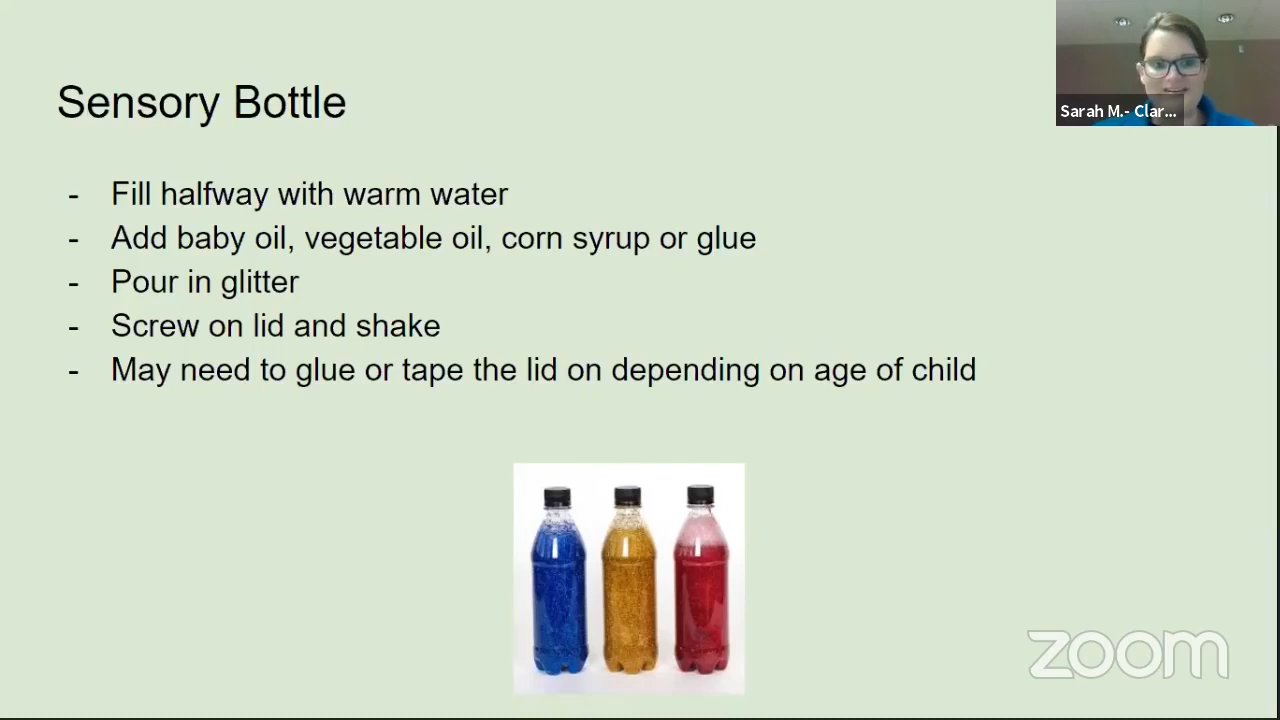 Sensory Bottle
- Fill halfway with warm water
- Add baby oil, vegetable oil, corn syrup or glue
- Pour in glitter
- Screw on lid and shake
- May need to glue or tape the lid on depending on age of child
Sarah M.- Clar...
zoom